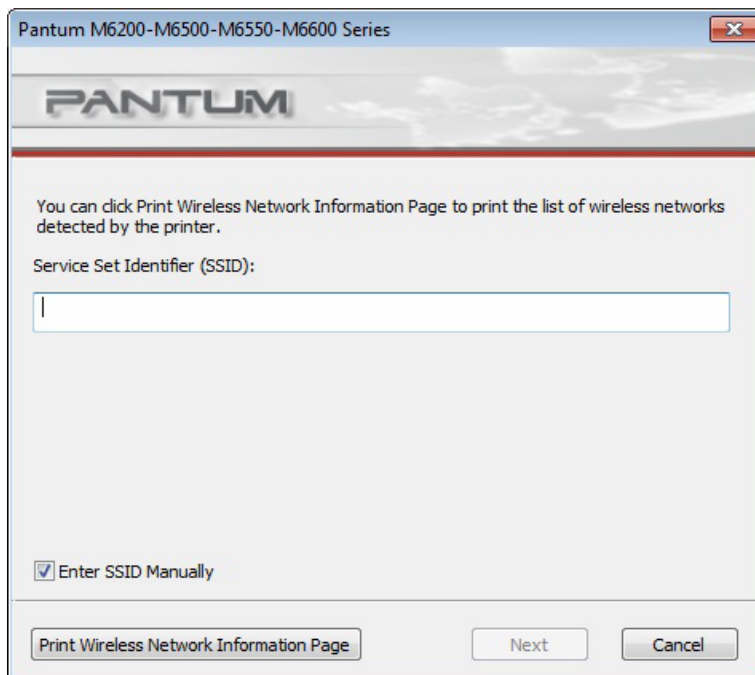 Pantum M6200-M6500-M6550-M6600 Series
PANTUM
You can click Print Wireless Network Information Page to print the list of wireless networks
detected by the printer.
Service Set Identifier (SSID):
Enter SSID Manually
Print Wireless Network Information Page
Next
Cancel